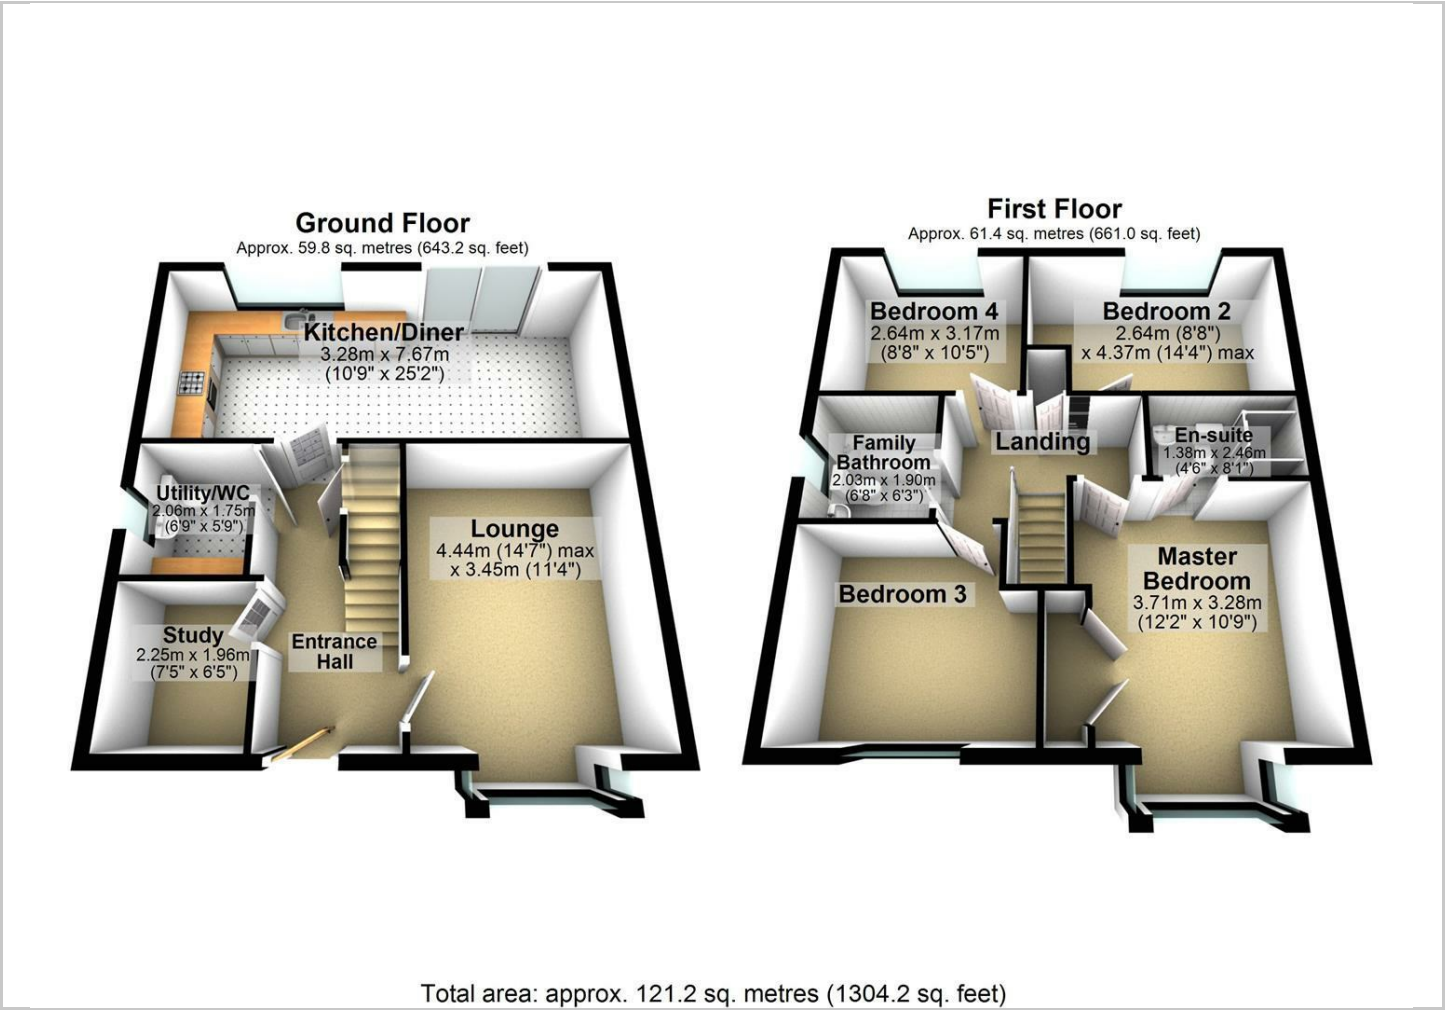 Ground Floor
Approx. 59.8 sq. metres (643.2 sq. feet)
Kitchen/Diner
3.28m x 7.67m
(10'9" x 25'2")
Utility/WC
2.06m x 1.75m
(6'9" x 5'9")
Lounge
4.44m (14'7") max
x 3.45m (11'4")
Study
2.25m x 1.96m
(7'5" x 6'5")
Entrance
Hall
First Floor
Approx. 61.4 sq. metres (661.0 sq. feet)
Bedroom 4
2.64m x 3.17m
(8'8" x 10'5")
Bedroom 2
2.64m (8'8")
x 4.37m (14'4") max
Family
Bathroom
2.03m x 1.90m
(6'8" x 6'3")
Landing
En-suite
1.38m x 2.46m
(4'6" x 8'1")
Bedroom 3
Master
Bedroom
3.71m x 3.28m
(12'2" x 10'9")
Total area: approx. 121.2 sq. metres (1304.2 sq. feet)